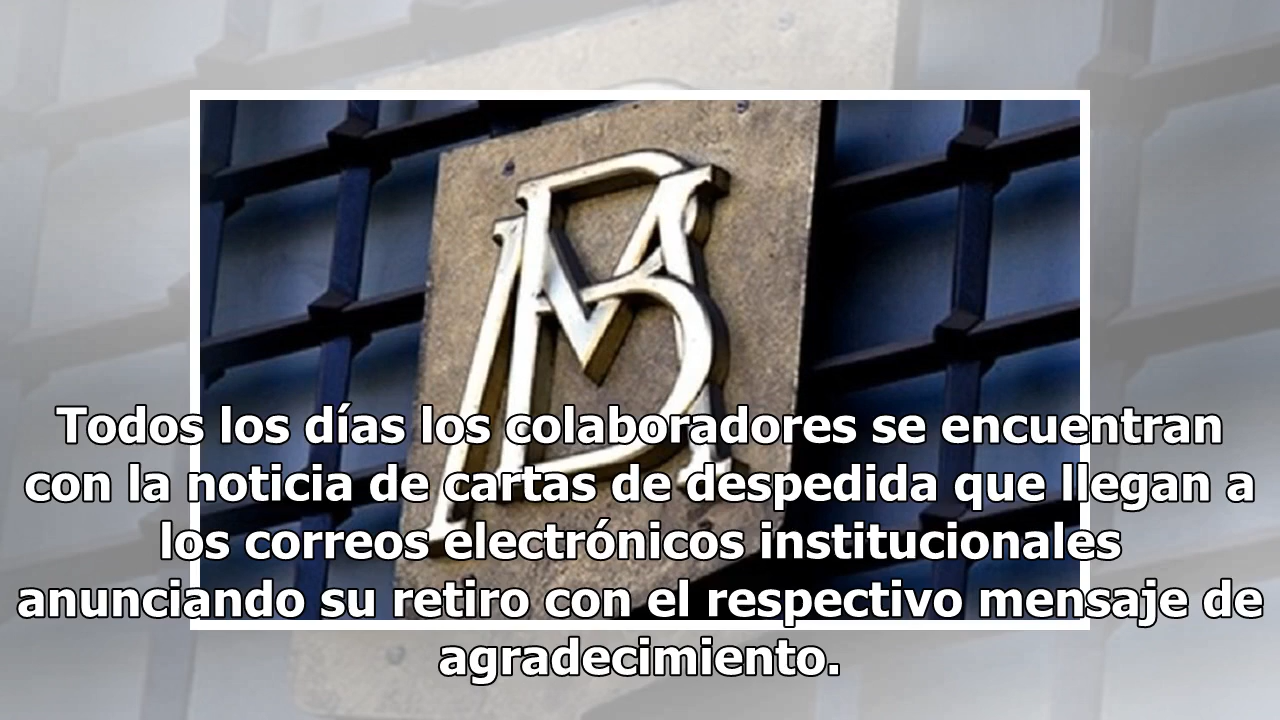 Todos los días los colaboradores se encuentran
con la noticia de cartas de despedida que llegan a
los correos electrónicos institucionales
anunciando su retiro con el respectivo mensaje de
agradecimiento.